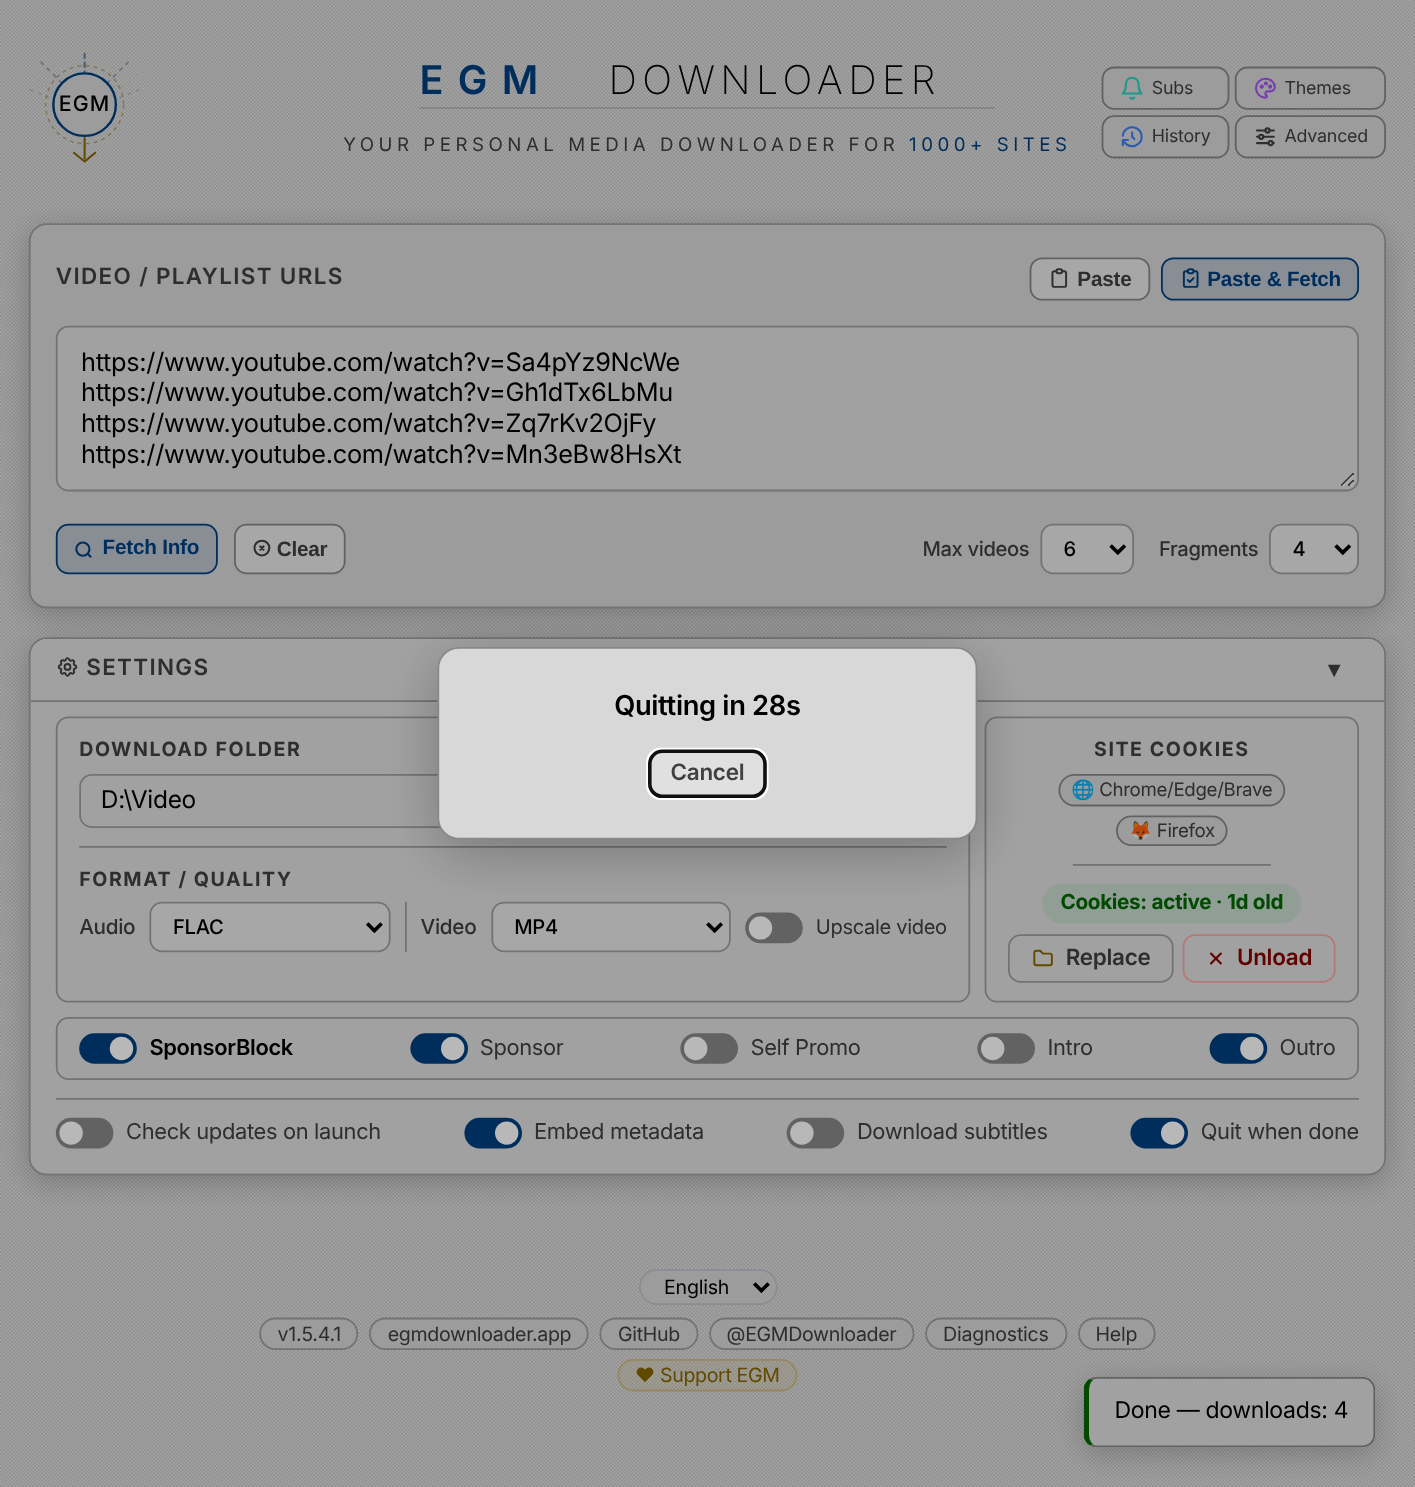 EGM
EGM DOWNLOADER
YOUR PERSONAL MEDIA DOWNLOADER FOR 1000+ SITES
Subs
Themes
History
Advanced
VIDEO / PLAYLIST URLS
Paste
Paste & Fetch
https://www.youtube.com/watch?v=Sa4pYz9NcWe
https://www.youtube.com/watch?v=Gh1dTx6LbMu
https://www.youtube.com/watch?v=Zq7rKv2OjFy
https://www.youtube.com/watch?v=Mn3eBw8HsXt
Fetch Info
Clear
Max videos 6
Fragments 4
SETTINGS
Quitting in 28s
Cancel
DOWNLOAD FOLDER
D:\Video
FORMAT / QUALITY
Audio FLAC
Video MP4
Upscale video
SITE COOKIES
Chrome/Edge/Brave
Firefox
Cookies: active · 1d old
Replace
Unload
SponsorBlock
Sponsor
Self Promo
Intro
Outro
Check updates on launch
Embed metadata
Download subtitles
Quit when done
English
v1.5.4.1
egmdownloader.app
GitHub
@EGMDownloader
Diagnostics
Help
Support EGM
Done — downloads: 4